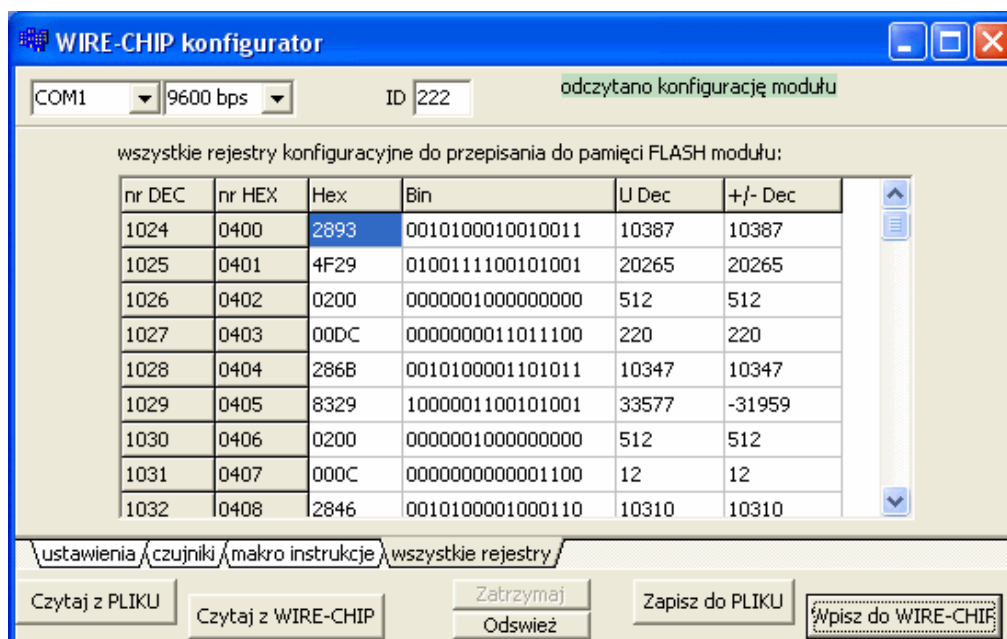 WIRE-CHIP konfigurator
COM1 9600 bps ID 222 odczytano konfigurację modułu
wszystkie rejestry konfiguracyjne do przepisania do pamięci FLASH modułu:
nr DEC nr HEX Hex Bin U Dec +/- Dec
1024 0400 2893 0010100010010011 10387 10387
1025 0401 4F29 0100111100101001 20265 20265
1026 0402 0200 0000001000000000 512 512
1027 0403 00DC 0000000011011100 220 220
1028 0404 286B 0010100001101011 10347 10347
1029 0405 8329 1000001100101001 33577 -31959
1030 0406 0200 0000001000000000 512 512
1031 0407 000C 0000000000001100 12 12
1032 0408 2846 0010100001000110 10310 10310
ustawienia czujniki makro instrukcje wszystkie rejestry
Czytaj z PLIKU Czytaj z WIRE-CHIP Zatrzymaj Odswież Zapisz do PLIKU Wpisz do WIRE-CHIP